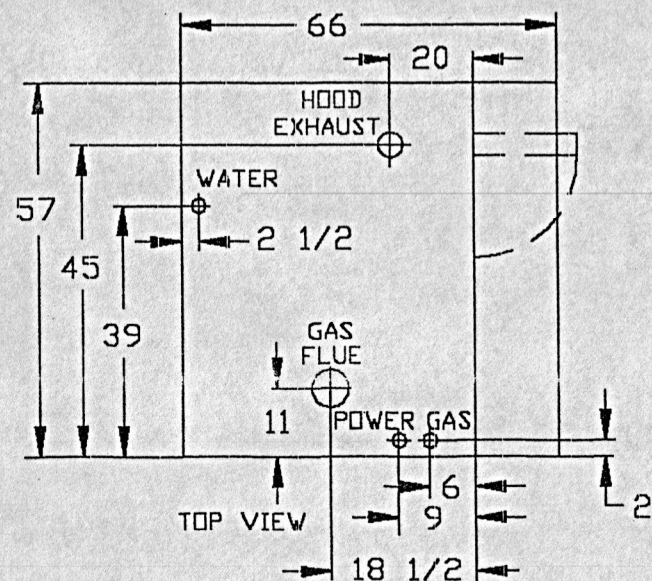 66
20
HOOD
EXHAUST
WATER
57
2 1/2
45
39
GAS
FLUE
11
POWER GAS
6
2
TOP VIEW
9
18 1/2